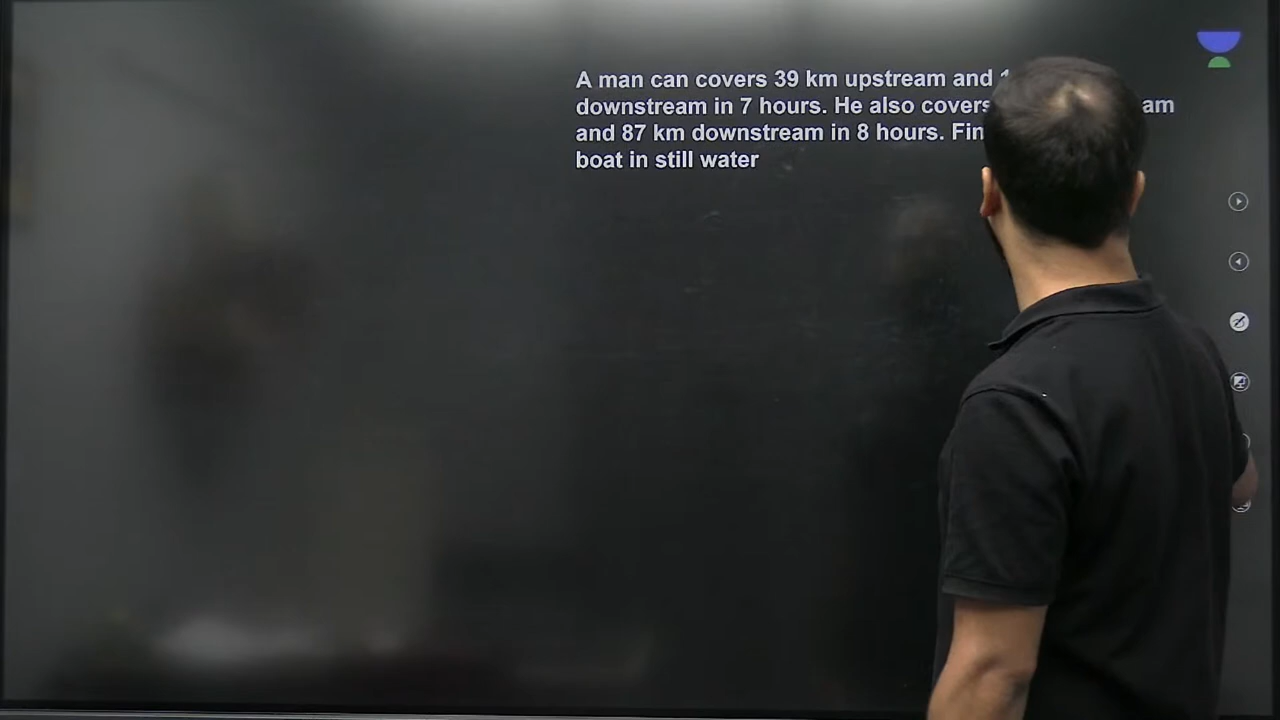 A man can covers 39 km upstream and
downstream in 7 hours. He also covers am
and 87 km downstream in 8 hours. Fin
boat in still water